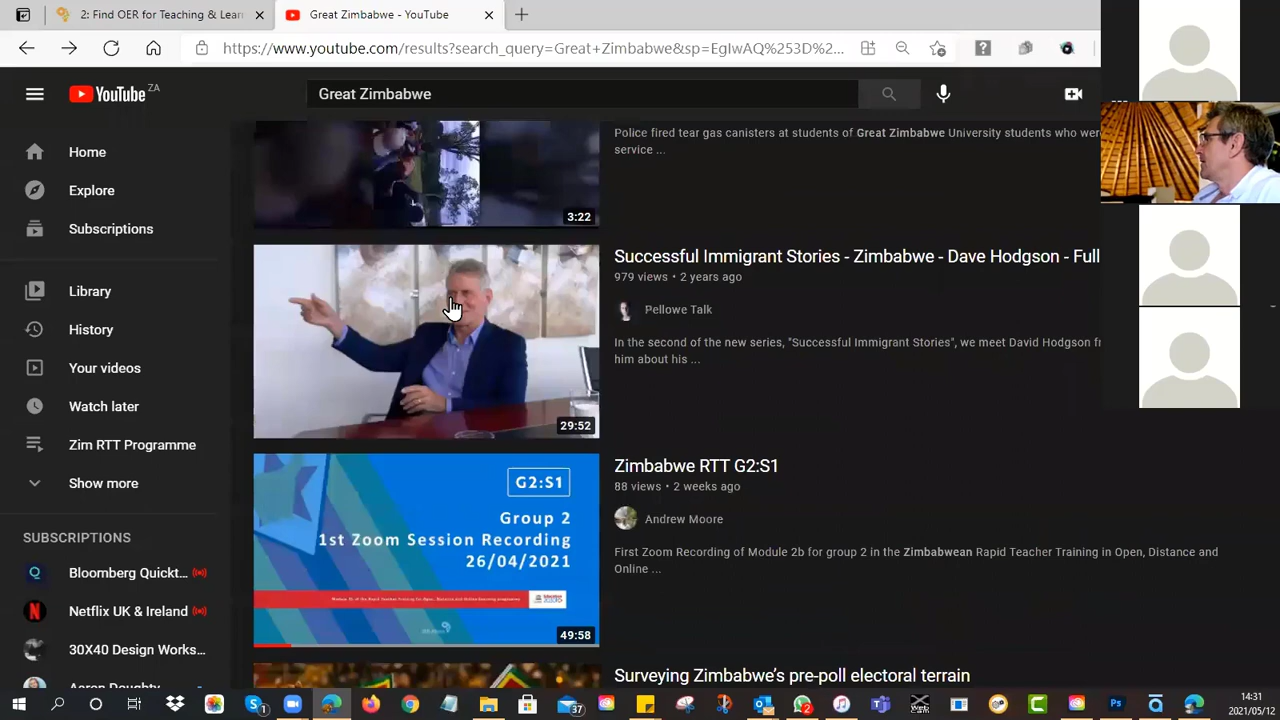 2: Find OER for Teaching & Lear
Great Zimbabwe - YouTube
https://www.youtube.com/results?search_query=Great+Zimbabwe&sp=EgIwAQ%253D%2...
YouTube ZA
Great Zimbabwe
Home
Explore
Subscriptions
Library
History
Your videos
Watch later
Zim RTT Programme
Show more
SUBSCRIPTIONS
Bloomberg Quickt...
Netflix UK & Ireland
30X40 Design Works...
Aaron Doughty
Police fired tear gas canisters at students of Great Zimbabwe University students who wer
service ...
3:22
Successful Immigrant Stories - Zimbabwe - Dave Hodgson - Full
979 views • 2 years ago
Pellowe Talk
In the second of the new series, "Successful Immigrant Stories", we meet David Hodgson fr
him about his ...
29:52
Zimbabwe RTT G2:S1
88 views • 2 weeks ago
Andrew Moore
First Zoom Recording of Module 2b for group 2 in the Zimbabwean Rapid Teacher Training in Open, Distance and
Online ...
G2:S1
Group 2
1st Zoom Session Recording
26/04/2021
49:58
Surveying Zimbabwe's pre-poll electoral terrain
1
37
2
14:31
2021/05/12